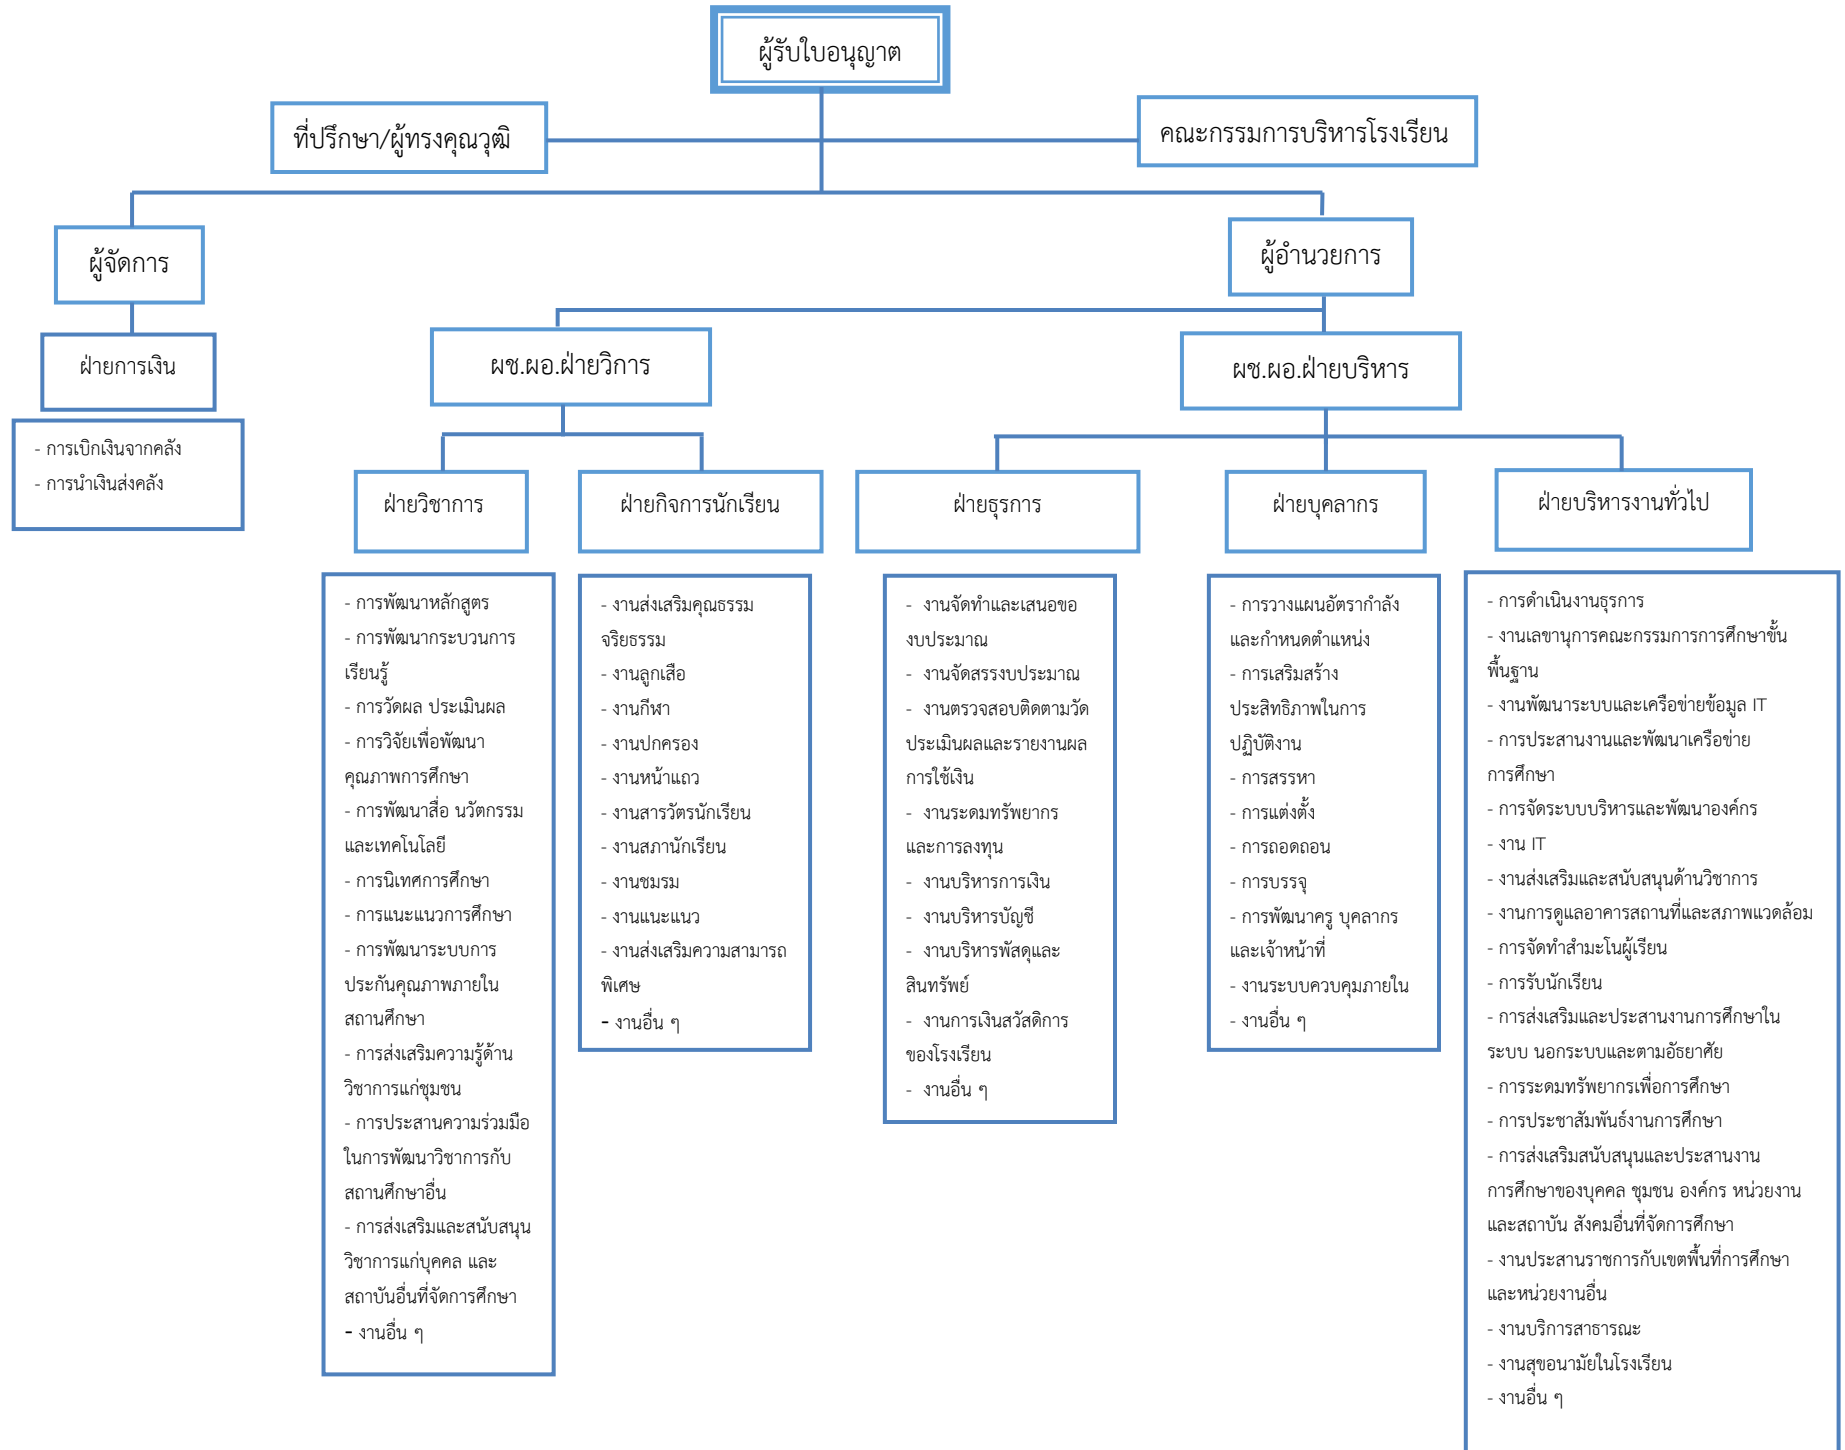 ผู้รับใบอนุญาต
ที่ปรึกษา/ผู้ทรงคุณวุฒิ
คณะกรรมการบริหารโรงเรียน
ผู้จัดการ
ผู้อำนวยการ
ฝ่ายการเงิน
ผช.ผอ.ฝ่ายวิการ
ผช.ผอ.ฝ่ายบริหาร
- การเบิกเงินจากคลัง
- การนำเงินส่งคลัง
ฝ่ายวิชาการ
ฝ่ายกิจการนักเรียน
ฝ่ายธุรการ
ฝ่ายบุคลากร
ฝ่ายบริหารงานทั่วไป
- การพัฒนาหลักสูตร
- การพัฒนากระบวนการ
เรียนรู้
- การวัดผล ประเมินผล
- การวิจัยเพื่อพัฒนา
คุณภาพการศึกษา
- การพัฒนาสื่อ นวัตกรรม
และเทคโนโลยี
- การนิเทศการศึกษา
- การแนะแนวการศึกษา
- การพัฒนาระบบการ
ประกันคุณภาพภายใน
สถานศึกษา
- การส่งเสริมความรู้ด้าน
วิชาการแก่ชุมชน
- การประสานความร่วมมือ
ในการพัฒนาวิชาการกับ
สถานศึกษาอื่น
- การส่งเสริมและสนับสนุน
วิชาการแก่บุคคล และ
สถาบันอื่นที่จัดการศึกษา
- งานอื่น ๆ
- งานส่งเสริมคุณธรรม
จริยธรรม
- งานลูกเสือ
- งานกีฬา
- งานปกครอง
- งานหน้าแถว
- งานสารวัตรนักเรียน
- งานสภานักเรียน
- งานชมรม
- งานแนะแนว
- งานส่งเสริมความสามารถ
พิเศษ
- งานอื่น ๆ
- งานจัดทำและเสนอขอ
งบประมาณ
- งานจัดสรรงบประมาณ
- งานตรวจสอบติดตามวัด
ประเมินผลและรายงานผล
การใช้เงิน
- งานระดมทรัพยากร
และการลงทุน
- งานบริหารการเงิน
- งานบริหารบัญชี
- งานบริหารพัสดุและ
สินทรัพย์
- งานการเงินสวัสดิการ
ของโรงเรียน
- งานอื่น ๆ
- การวางแผนอัตรากำลัง
และกำหนดตำแหน่ง
- การเสริมสร้าง
ประสิทธิภาพในการ
ปฏิบัติงาน
- การสรรหา
- การแต่งตั้ง
- การถอดถอน
- การบรรจุ
- การพัฒนาครู บุคลากร
และเจ้าหน้าที่
- งานระบบควบคุมภายใน
- งานอื่น ๆ
- การดำเนินงานธุรการ
- งานเลขานุการคณะกรรมการการศึกษาขั้น
พื้นฐาน
- งานพัฒนาระบบและเครือข่ายข้อมูล IT
- การประสานงานและพัฒนาเครือข่าย
การศึกษา
- การจัดระบบบริหารและพัฒนาองค์กร
- งาน IT
- งานส่งเสริมและสนับสนุนด้านวิชาการ
- งานการดูแลอาคารสถานที่และสภาพแวดล้อม
- การจัดทำสำมะโนผู้เรียน
- การรับนักเรียน
- การส่งเสริมและประสานงานการศึกษาใน
ระบบ นอกระบบและตามอัธยาศัย
- การระดมทรัพยากรเพื่อการศึกษา
- การประชาสัมพันธ์งานการศึกษา
- การส่งเสริมสนับสนุนและประสานงาน
การศึกษาของบุคคล ชุมชน องค์กร หน่วยงาน
และสถาบัน สังคมอื่นที่จัดการศึกษา
- งานประสานราชการกับเขตพื้นที่การศึกษา
และหน่วยงานอื่น
- งานบริการสาธารณะ
- งานสุขอนามัยในโรงเรียน
- งานอื่น ๆ